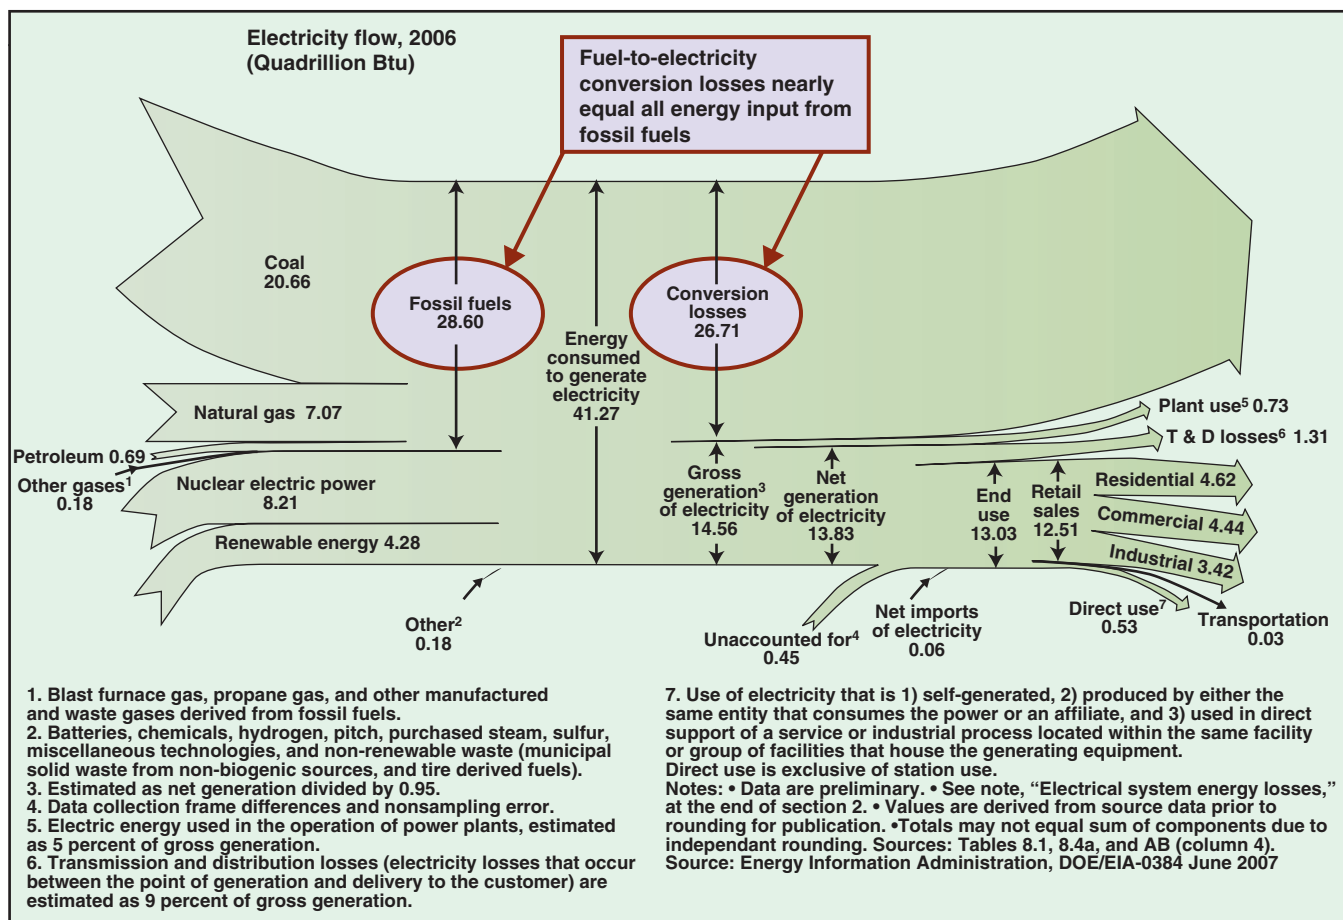 Electricity flow, 2006
(Quadrillion Btu)
Fuel-to-electricity
conversion losses nearly
equal all energy input from
fossil fuels
Coal
20.66
Fossil fuels
28.60
Energy
consumed
to generate
electricity
41.27
Conversion
losses
26.71
Natural gas 7.07
Petroleum 0.69
Other gases1
0.18
Nuclear electric power
8.21
Renewable energy 4.28
Other2
0.18
Gross
generation3
of electricity
14.56
Net
generation
of electricity
13.83
End
use
13.03
Retail
sales
12.51
Plant use5 0.73
T & D losses6 1.31
Residential 4.62
Commercial 4.44
Industrial 3.42
Unaccounted for4
0.45
Net imports
of electricity
0.06
Direct use7
0.53
Transportation
0.03
1. Blast furnace gas, propane gas, and other manufactured
and waste gases derived from fossil fuels.
2. Batteries, chemicals, hydrogen, pitch, purchased steam, sulfur,
miscellaneous technologies, and non-renewable waste (municipal
solid waste from non-biogenic sources, and tire derived fuels).
3. Estimated as net generation divided by 0.95.
4. Data collection frame differences and nonsampling error.
5. Electric energy used in the operation of power plants, estimated
as 5 percent of gross generation.
6. Transmission and distribution losses (electricity losses that occur
between the point of generation and delivery to the customer) are
estimated as 9 percent of gross generation.
7. Use of electricity that is 1) self-generated, 2) produced by either the
same entity that consumes the power or an affiliate, and 3) used in direct
support of a service or industrial process located within the same facility
or group of facilities that house the generating equipment.
Direct use is exclusive of station use.
Notes: • Data are preliminary. • See note, “Electrical system energy losses,”
at the end of section 2. • Values are derived from source data prior to
rounding for publication. •Totals may not equal sum of components due to
independant rounding. Sources: Tables 8.1, 8.4a, and AB (column 4).
Source: Energy Information Administration, DOE/EIA-0384 June 2007